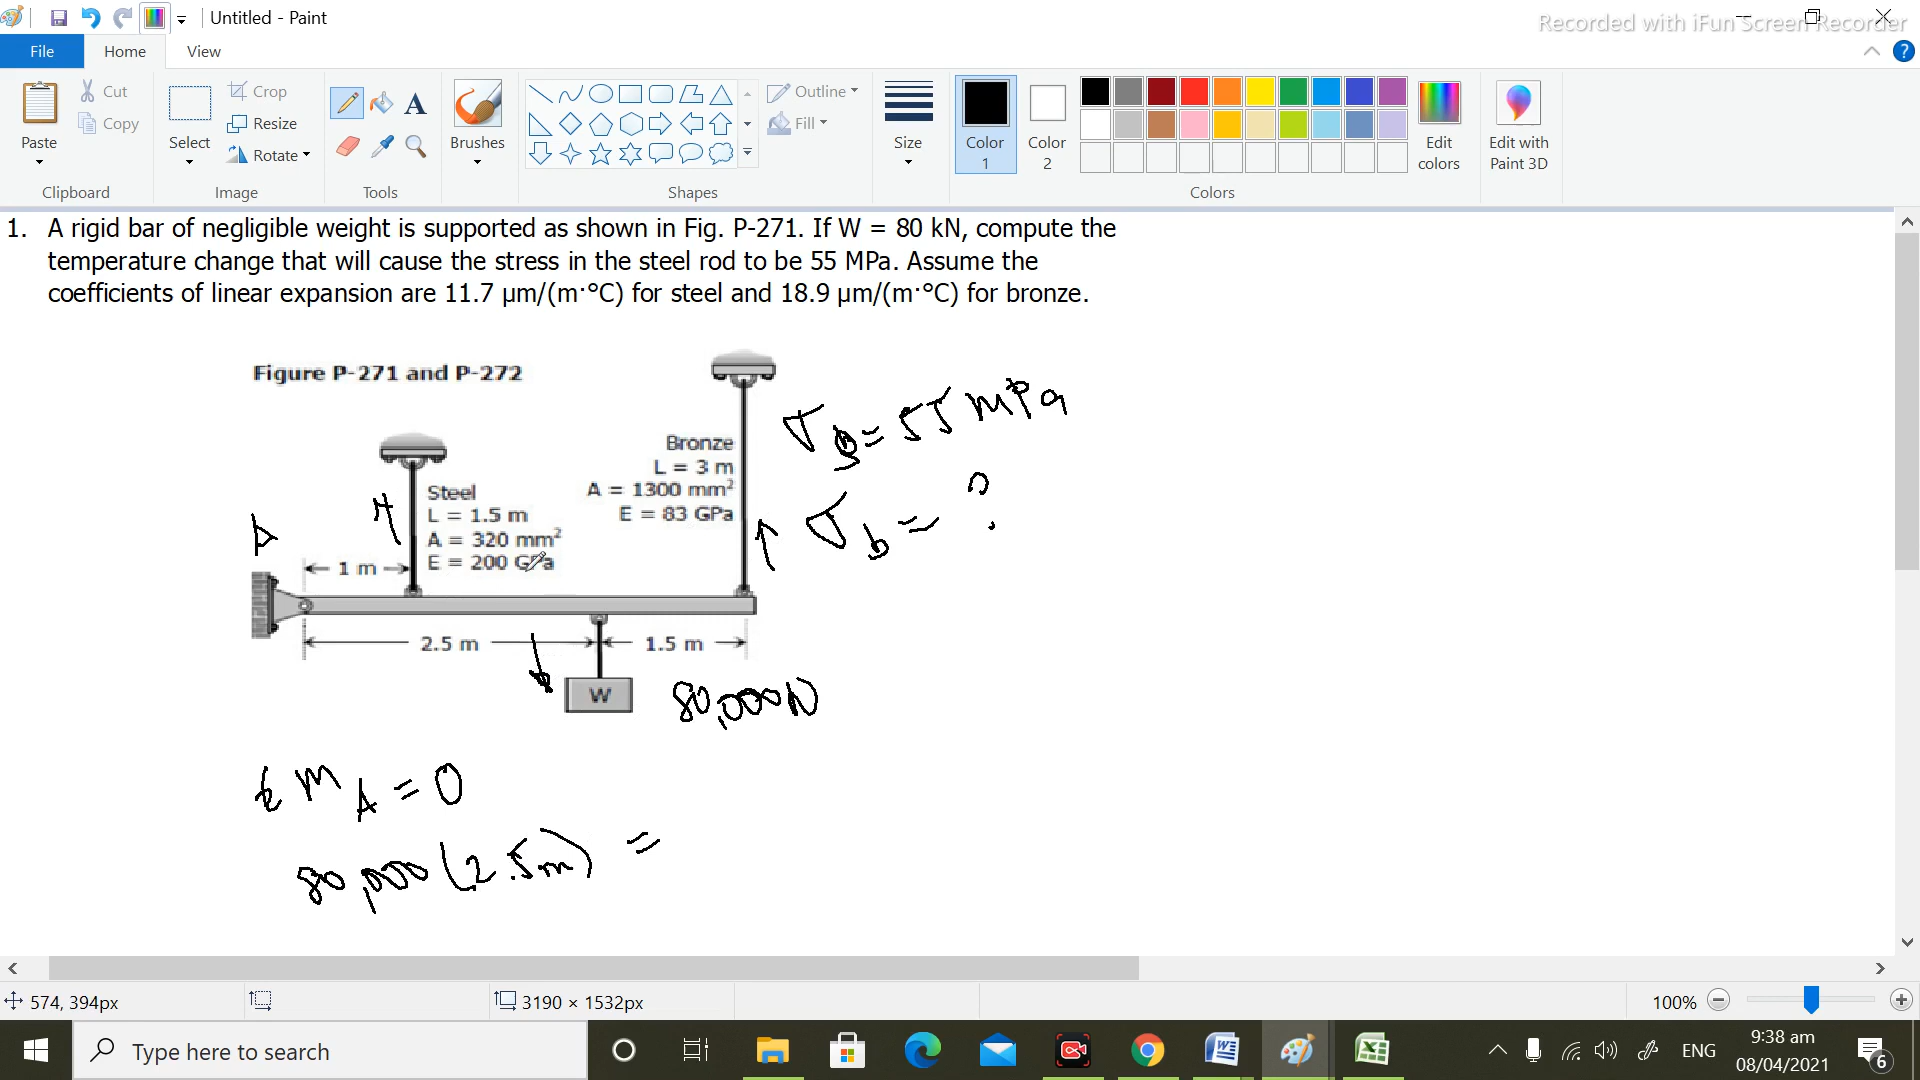 Untitled - Paint
Recorded with iFun Screen Recorder
File
Home
View
Paste
Cut
Copy
Clipboard
Select
Crop
Resize
Rotate
Image
Tools
Brushes
Outline
Fill
Shapes
Size
Color 1
Color 2
Edit colors
Colors
Edit with Paint 3D
1. A rigid bar of negligible weight is supported as shown in Fig. P-271. If W = 80 kN, compute the
temperature change that will cause the stress in the steel rod to be 55 MPa. Assume the
coefficients of linear expansion are 11.7 µm/(m·°C) for steel and 18.9 µm/(m·°C) for bronze.
Figure P-271 and P-272
Bronze
L = 3 m
A = 1300 mm²
E = 83 GPa
Steel
L = 1.5 m
A = 320 mm²
E = 200 GPa
= 55 mPa
σb = ?
A
1 m
2.5 m
1.5 m
W
80,000N
mA = 0
80,000 (2.5m) =
574, 394px
3190 × 1532px
100%
Type here to search
ENG
9:38 am
08/04/2021
6